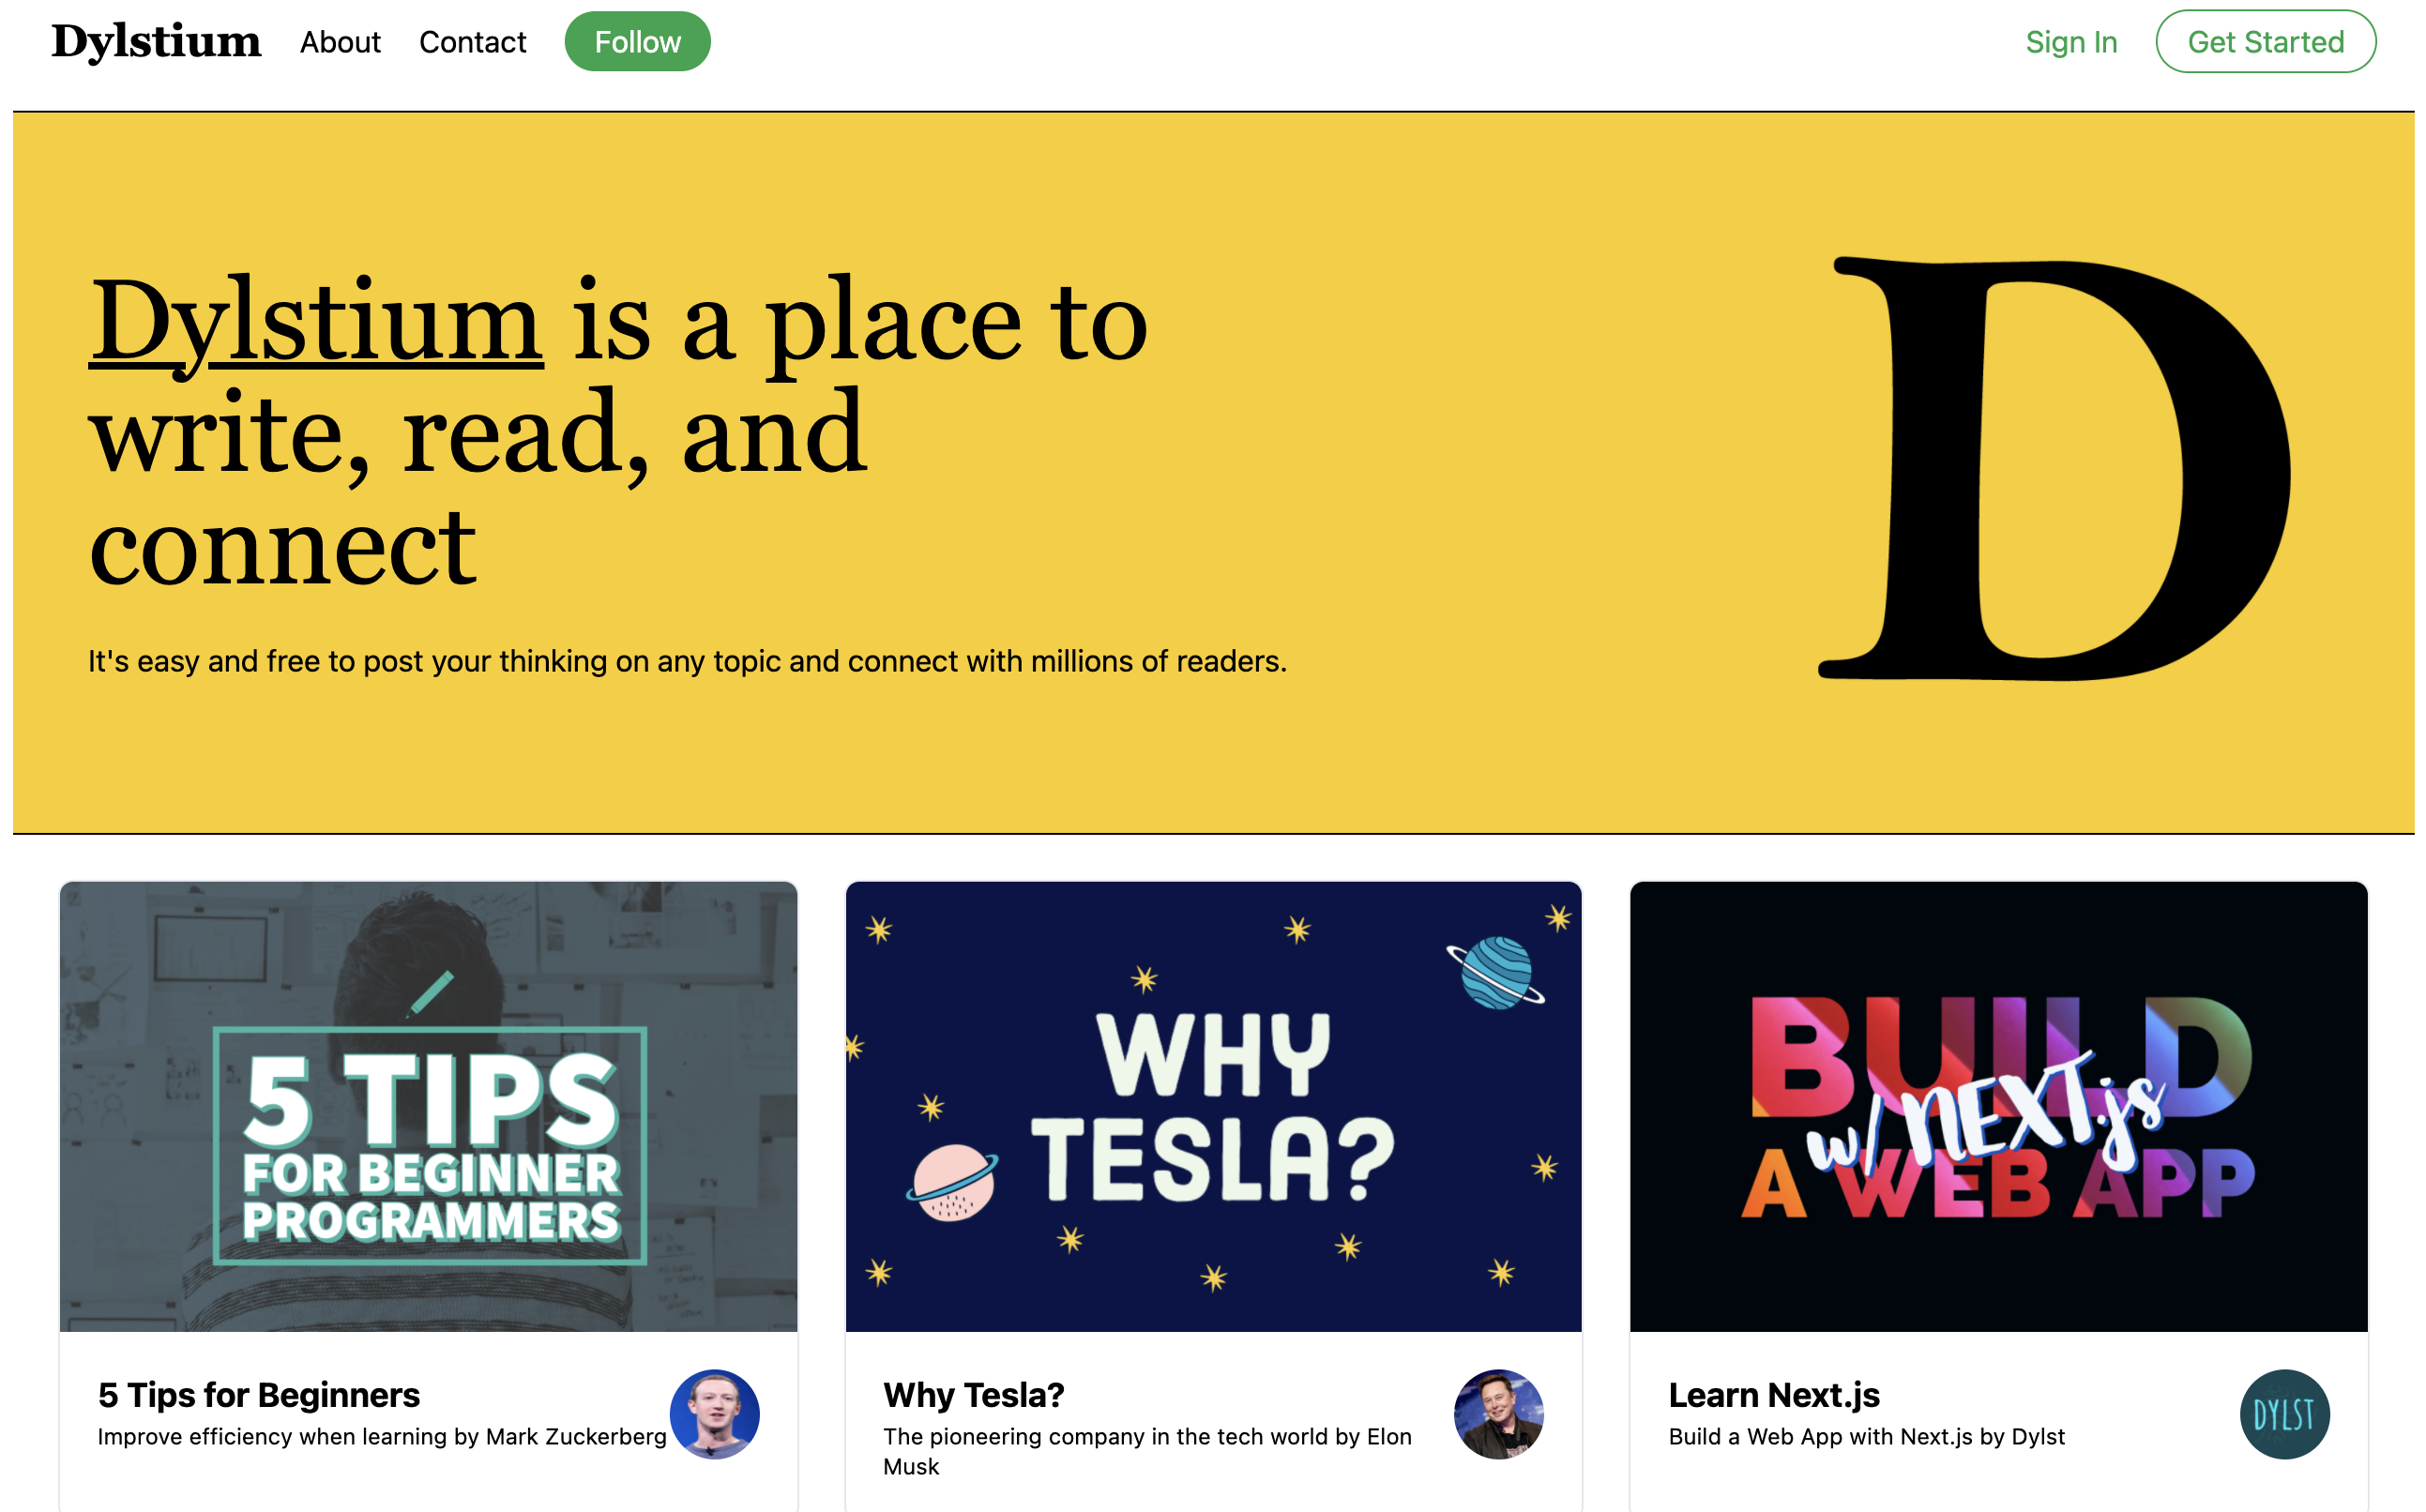 Dylstium About Contact Follow Sign In Get Started
Dylstium is a place to
write, read, and
connect
D
It's easy and free to post your thinking on any topic and connect with millions of readers.
5 TIPS
FOR BEGINNER
PROGRAMMERS
5 Tips for Beginners
Improve efficiency when learning by Mark Zuckerberg
WHY
TESLA?
Why Tesla?
The pioneering company in the tech world by Elon
Musk
BUILD
w/ NEXT.js
A WEB APP
Learn Next.js
Build a Web App with Next.js by Dylst
DYLST